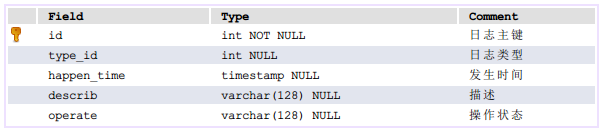 Field Type Comment
id int NOT NULL 日志主键
type_id int NULL 日志类型
happen_time timestamp NULL 发生时间
describ varchar(128) NULL 描述
operate varchar(128) NULL 操作状态